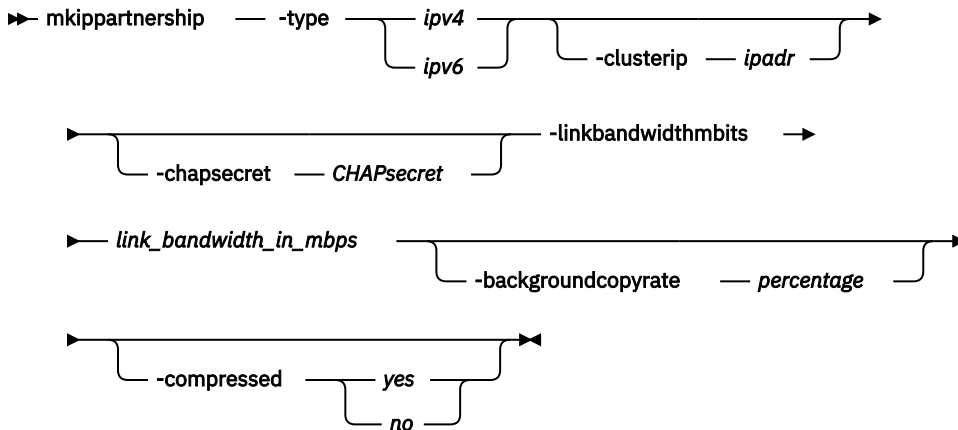 mkippartnership -type ipv4
ipv6
-clusterip ipadr
-linkbandwidthmbits
-chapsecret CHAPsecret
link_bandwidth_in_mbps
-backgroundcopyrate percentage
-compressed yes
no